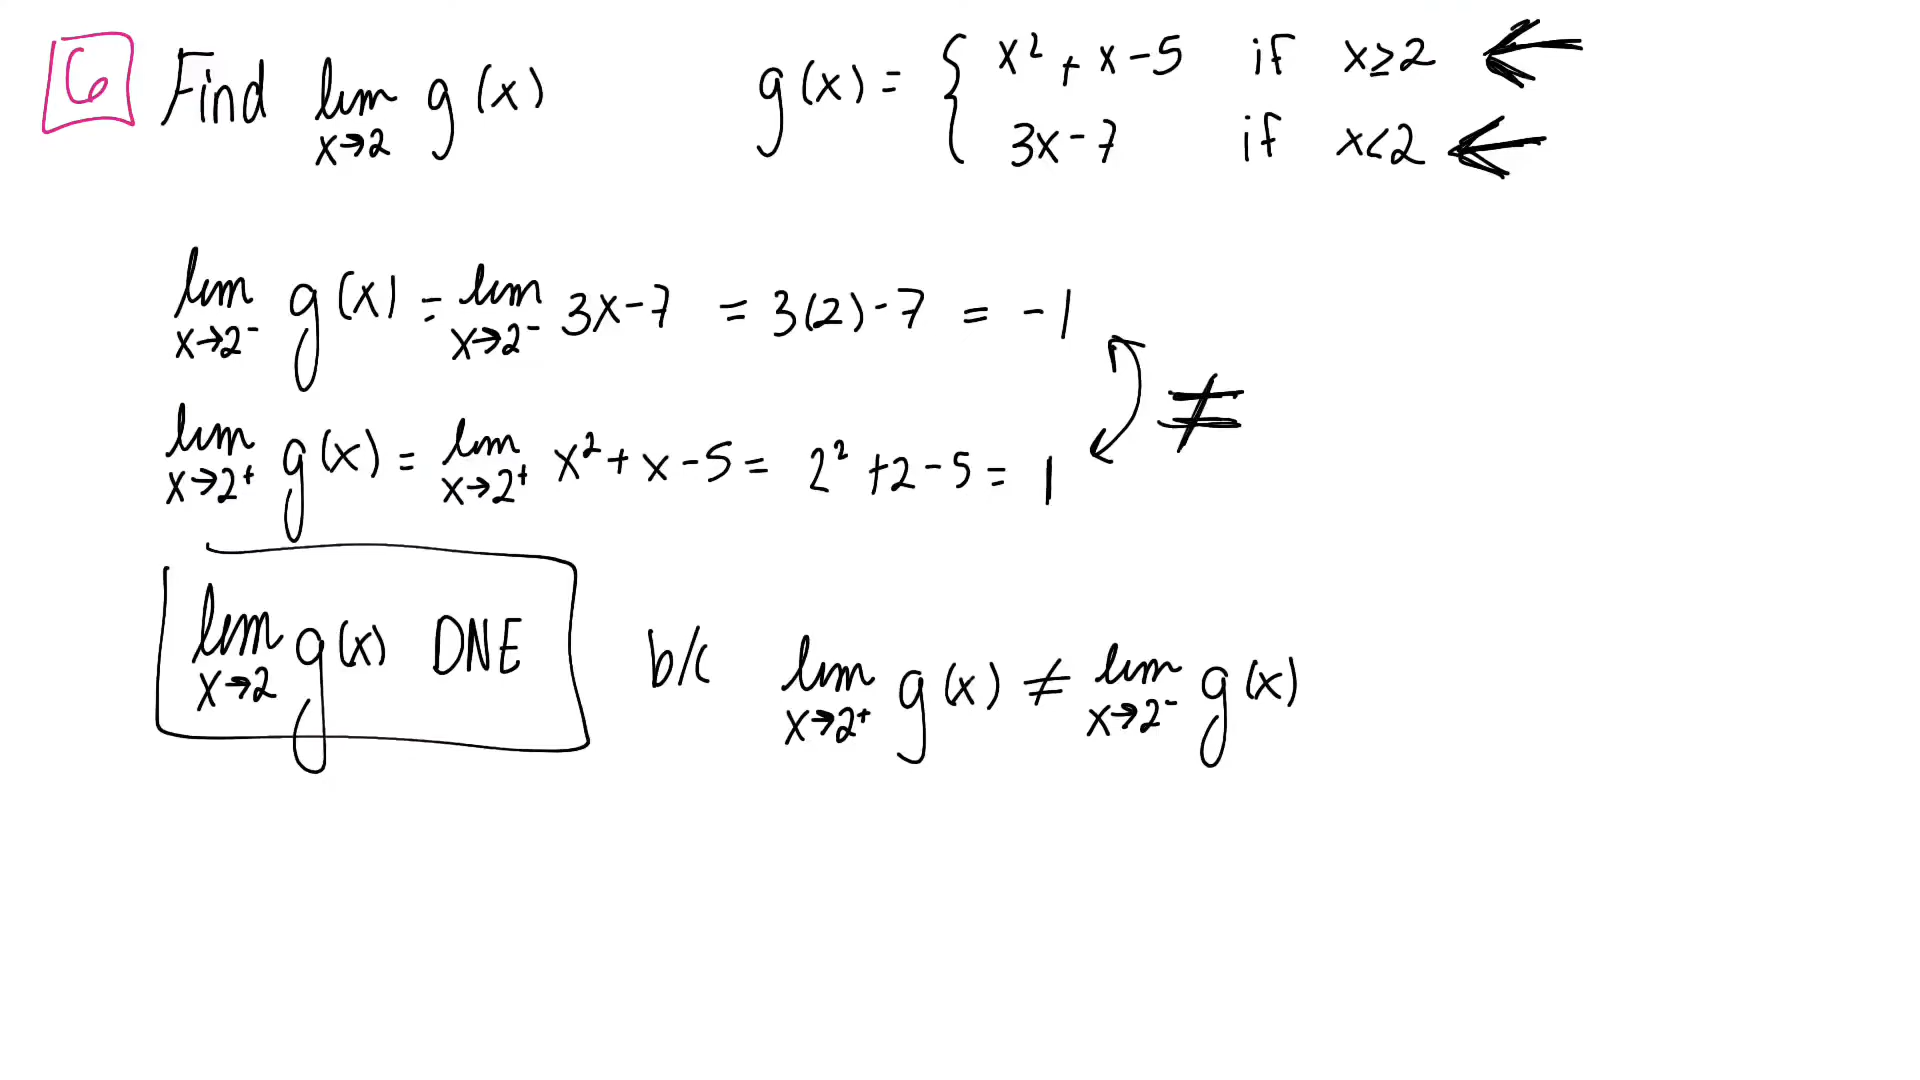 6 Find lim x→2 g(x) g(x) = { x² + x - 5 if x ≥ 2 ←
3x - 7 if x < 2 ←
lim x→2⁻ g(x) = lim x→2⁻ 3x - 7 = 3(2) - 7 = -1
≠
lim x→2⁺ g(x) = lim x→2⁺ x² + x - 5 = 2² + 2 - 5 = 1
lim x→2 g(x) DNE b/c lim x→2⁺ g(x) ≠ lim x→2⁻ g(x)